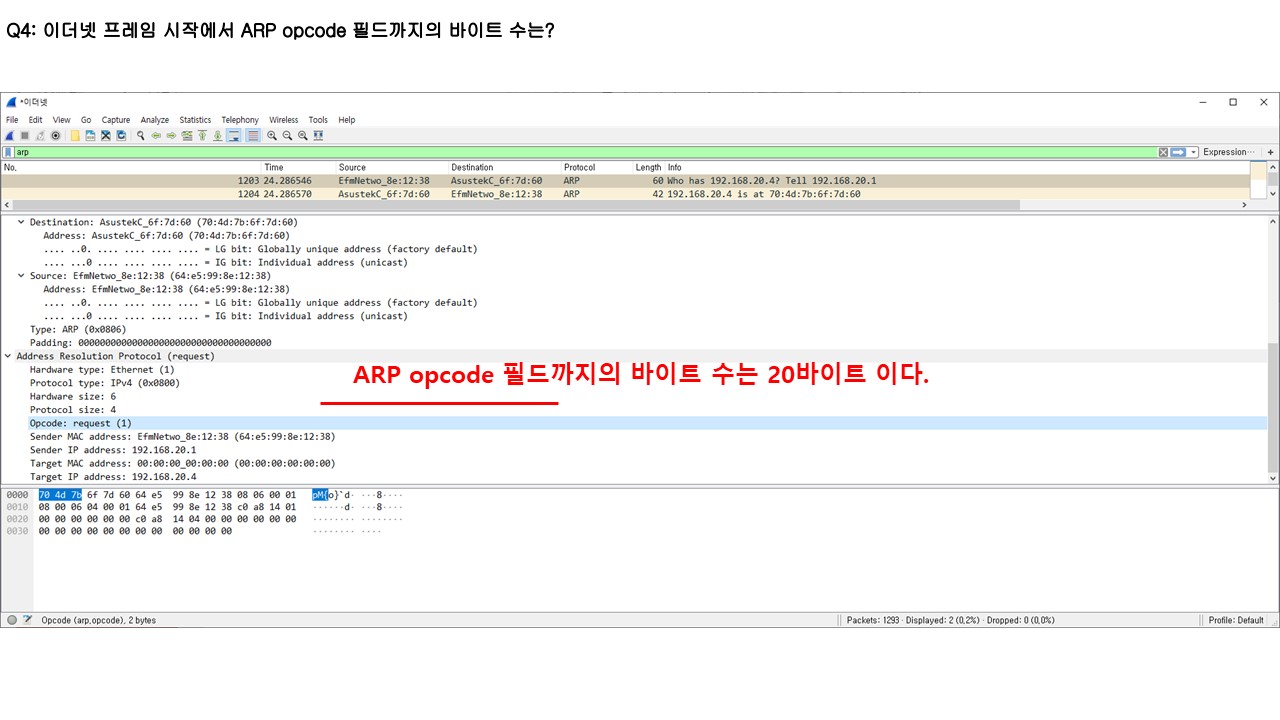 Q4: 이더넷 프레임 시작에서 ARP opcode 필드까지의 바이트 수는?
*이더넷
File Edit View Go Capture Analyze Statistics Telephony Wireless Tools Help
arp Expression… +
No. Time Source Destination Protocol Length Info
1203 24.286546 EfmNetwo_8e:12:38 AsustekC_6f:7d:60 ARP 60 Who has 192.168.20.4? Tell 192.168.20.1
1204 24.286570 AsustekC_6f:7d:60 EfmNetwo_8e:12:38 ARP 42 192.168.20.4 is at 70:4d:7b:6f:7d:60
Destination: AsustekC_6f:7d:60 (70:4d:7b:6f:7d:60)
Address: AsustekC_6f:7d:60 (70:4d:7b:6f:7d:60)
.... ..0. .... .... .... .... = LG bit: Globally unique address (factory default)
.... ...0 .... .... .... .... = IG bit: Individual address (unicast)
Source: EfmNetwo_8e:12:38 (64:e5:99:8e:12:38)
Address: EfmNetwo_8e:12:38 (64:e5:99:8e:12:38)
.... ..0. .... .... .... .... = LG bit: Globally unique address (factory default)
.... ...0 .... .... .... .... = IG bit: Individual address (unicast)
Type: ARP (0x0806)
Padding: 000000000000000000000000000000000000
Address Resolution Protocol (request)
Hardware type: Ethernet (1)
ARP opcode 필드까지의 바이트 수는 20바이트 이다.
Protocol type: IPv4 (0x0800)
Hardware size: 6
Protocol size: 4
Opcode: request (1)
Sender MAC address: EfmNetwo_8e:12:38 (64:e5:99:8e:12:38)
Sender IP address: 192.168.20.1
Target MAC address: 00:00:00_00:00:00 (00:00:00:00:00:00)
Target IP address: 192.168.20.4
0000 70 4d 7b 6f 7d 60 64 e5 99 8e 12 38 08 06 00 01 pM{o}`d· ···8····
0010 08 00 06 04 00 01 64 e5 99 8e 12 38 c0 a8 14 01 ······d· ···8····
0020 00 00 00 00 00 00 c0 a8 14 04 00 00 00 00 00 00 ········ ········
0030 00 00 00 00 00 00 00 00 00 00 00 00 ········ ····
Opcode (arp.opcode), 2 bytes Packets: 1293 · Displayed: 2 (0.2%) · Dropped: 0 (0.0%) Profile: Default